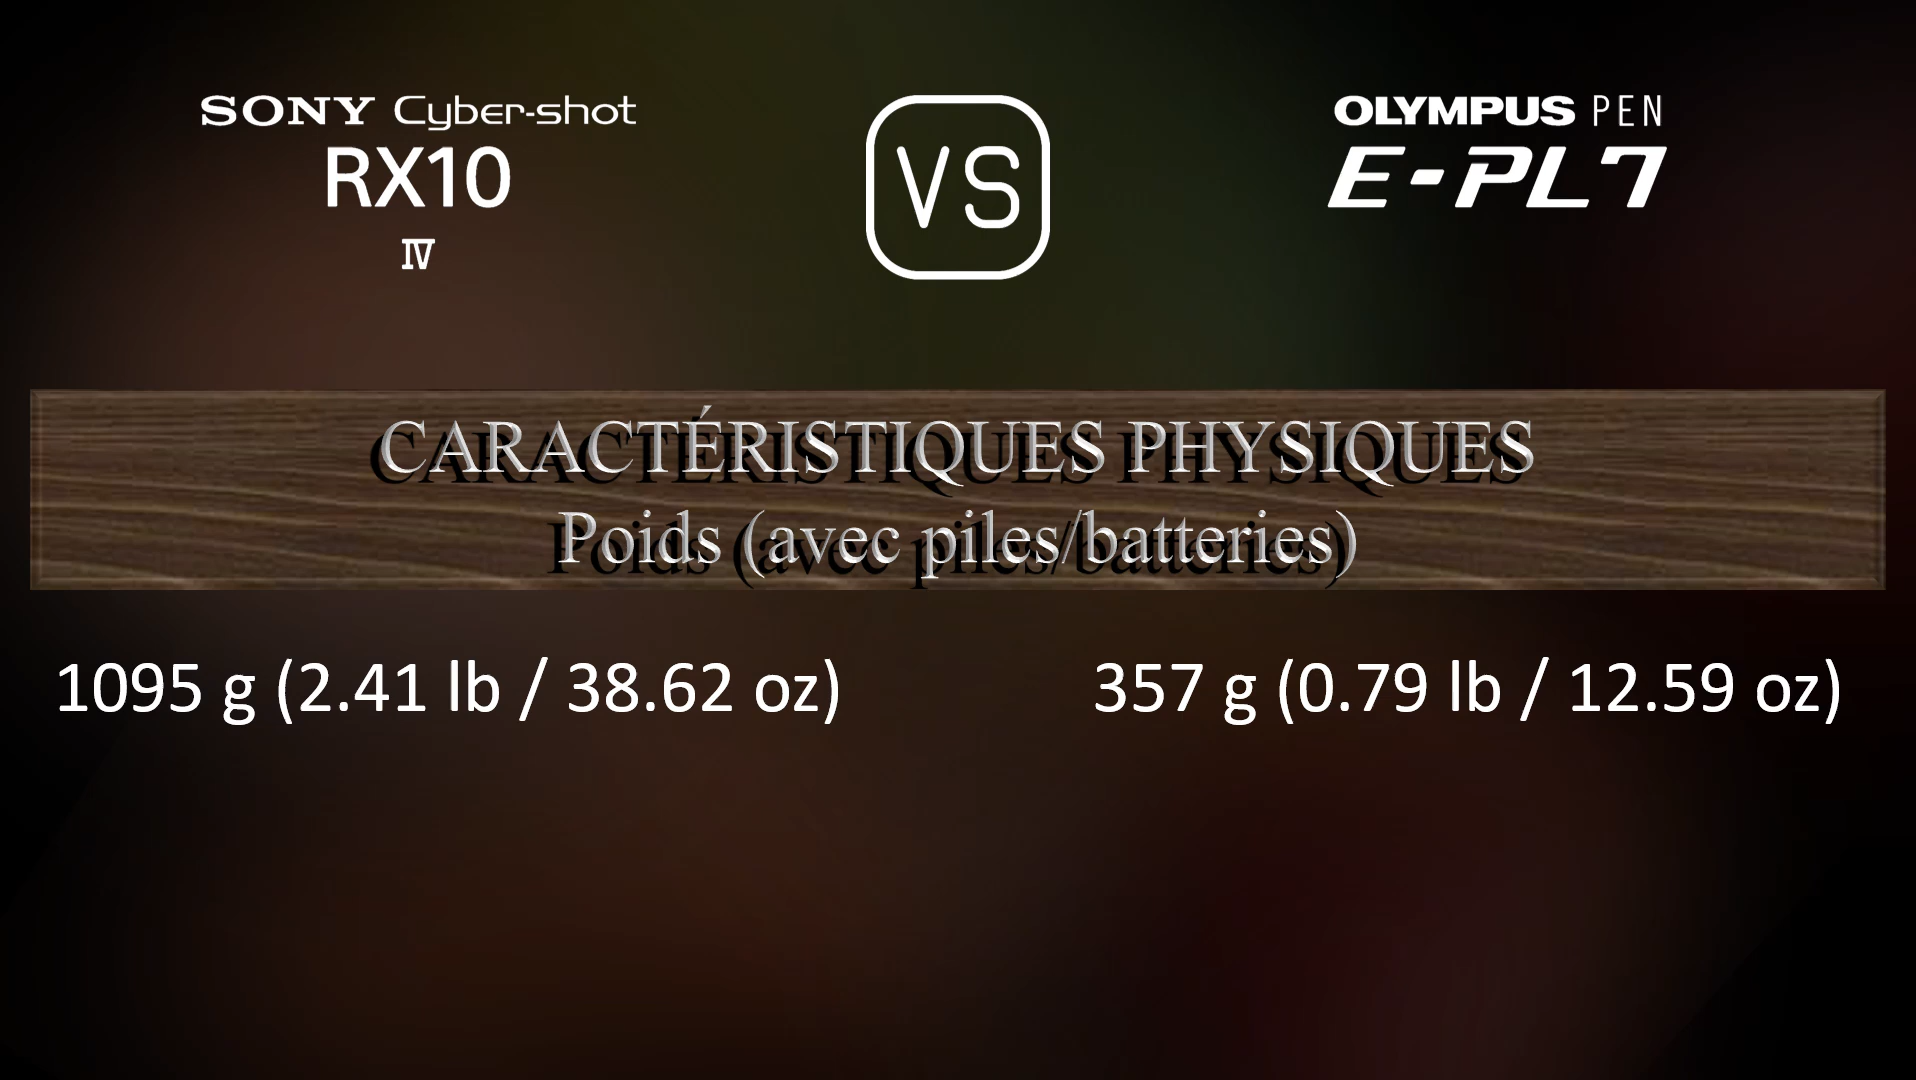 SONY Cyber-shot
RX10
IV
VS
OLYMPUS PEN
E-PL7
CARACTÉRISTIQUES PHYSIQUES
Poids (avec piles/batteries)
1095 g (2.41 lb / 38.62 oz)
357 g (0.79 lb / 12.59 oz)